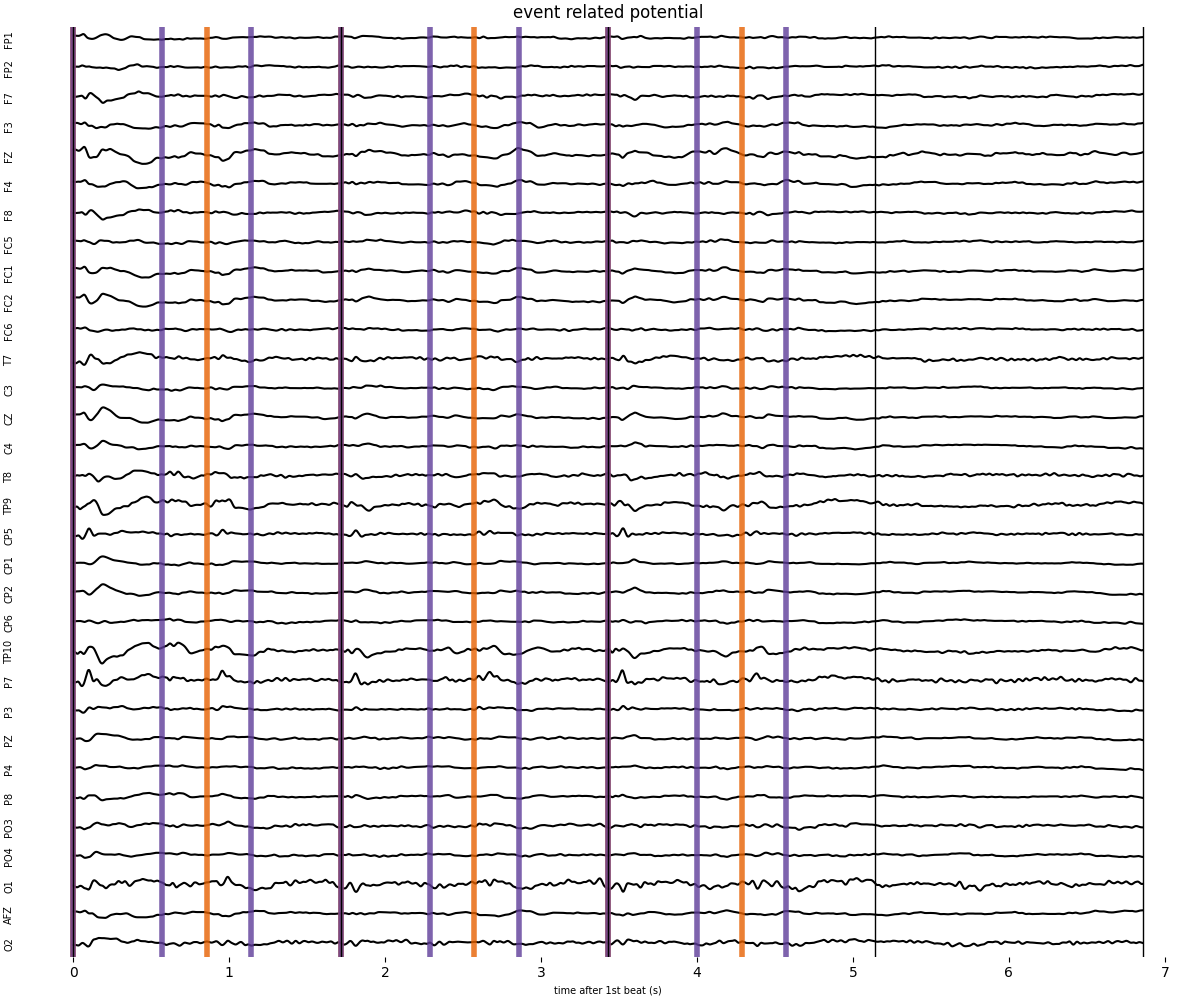 event related potential
FP1
FP2
F7
F3
FZ
F4
F8
FC5
FC1
FC2
FC6
T7
C3
CZ
C4
T8
TP9
CP5
CP1
CP2
CP6
TP10
P7
P3
PZ
P4
P8
PO3
PO4
O1
AFZ
O2
0 1 2 3 4 5 6 7
time after 1st beat (s)